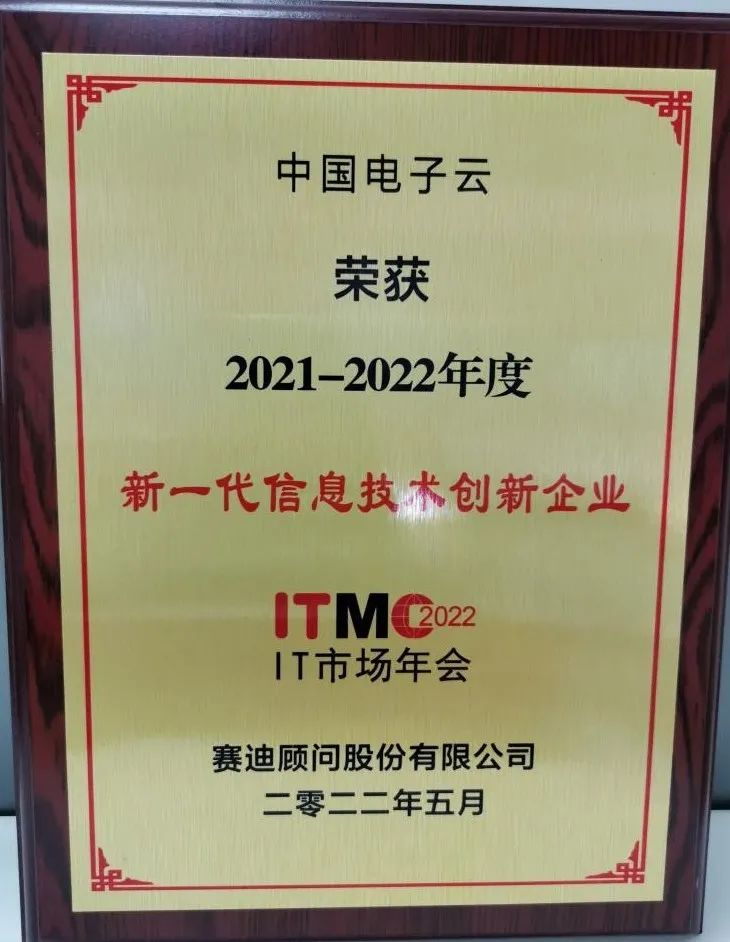 中国电子云
荣获
2021-2022年度
新一代信息技术创新企业
ITMC2022
IT市场年会
赛迪顾问股份有限公司
二零二二年五月